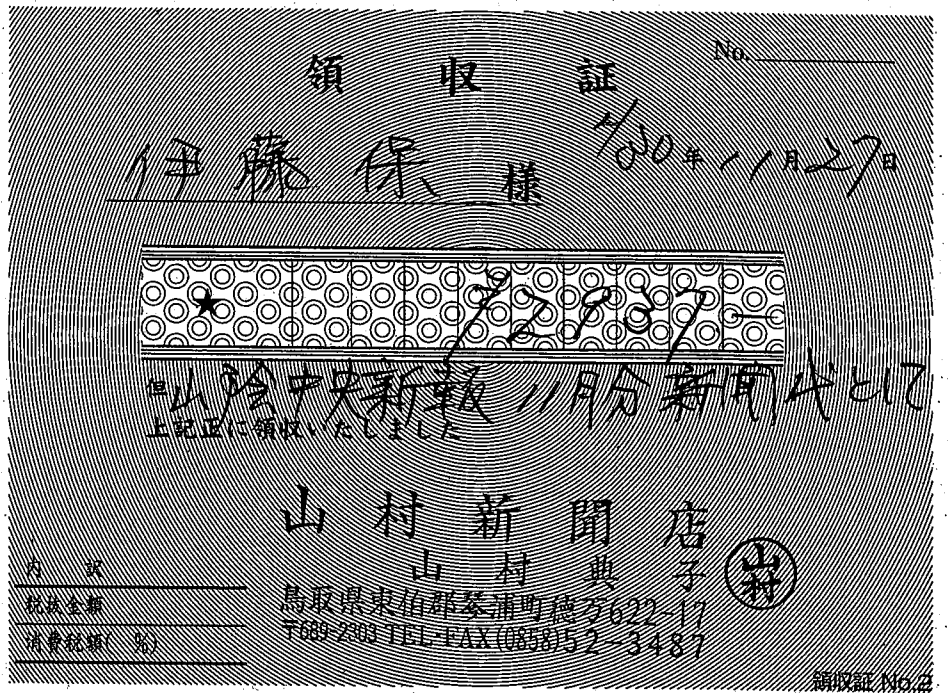 No.
領収証
伊藤保様
H30年11月27日
★ ¥2937-
但山陰中央新報11月分新聞代として
上記正に領収いたしました
山村新聞店
山村典子 山村
内訳
鳥取県東伯郡琴浦町徳万622-17
税抜金額
〒689-2303 TEL・FAX(0858)52-3487
消費税額( %)
領収証 No.2